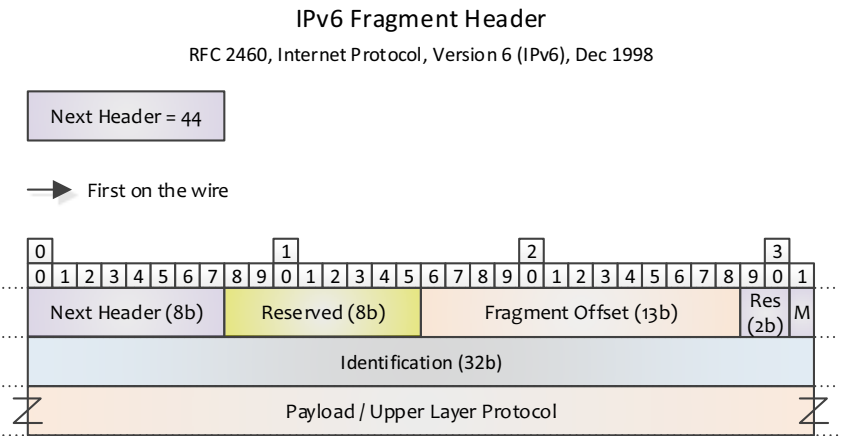 IPv6 Fragment Header
RFC 2460, Internet Protocol, Version 6 (IPv6), Dec 1998
Next Header = 44
First on the wire
0 1 2 3
0 1 2 3 4 5 6 7 8 9 0 1 2 3 4 5 6 7 8 9 0 1 2 3 4 5 6 7 8 9 0 1
Next Header (8b) Reserved (8b) Fragment Offset (13b) Res (2b) M
Identification (32b)
Payload / Upper Layer Protocol